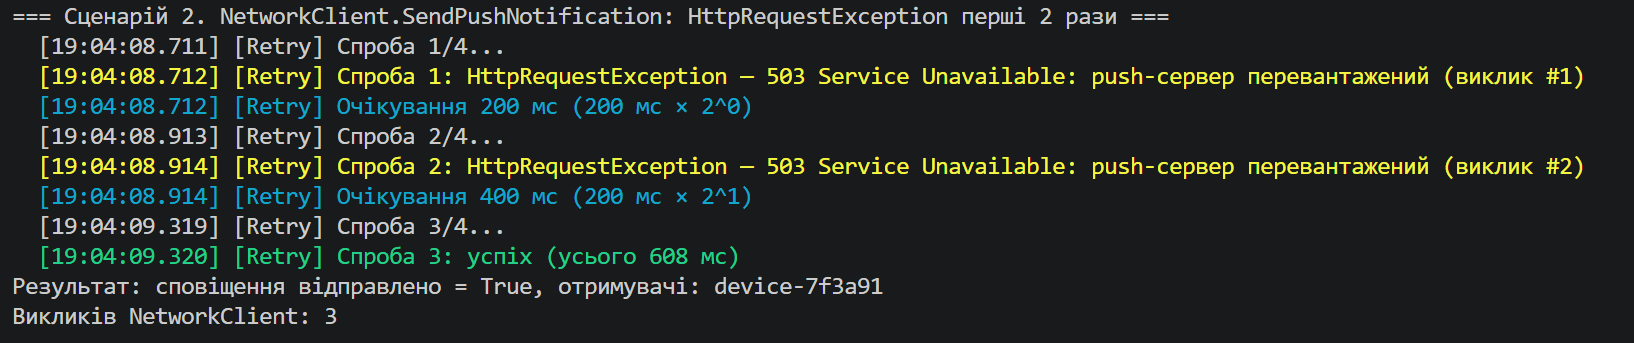 === Сценарій 2. NetworkClient.SendPushNotification: HttpRequestException перші 2 рази ===
[19:04:08.711] [Retry] Спроба 1/4...
[19:04:08.712] [Retry] Спроба 1: HttpRequestException — 503 Service Unavailable: push-сервер перевантажений (виклик #1)
[19:04:08.712] [Retry] Очікування 200 мс (200 мс × 2^0)
[19:04:08.913] [Retry] Спроба 2/4...
[19:04:08.914] [Retry] Спроба 2: HttpRequestException — 503 Service Unavailable: push-сервер перевантажений (виклик #2)
[19:04:08.914] [Retry] Очікування 400 мс (200 мс × 2^1)
[19:04:09.319] [Retry] Спроба 3/4...
[19:04:09.320] [Retry] Спроба 3: успіх (усього 608 мс)
Результат: сповіщення відправлено = True, отримувачі: device-7f3a91
Викликів NetworkClient: 3